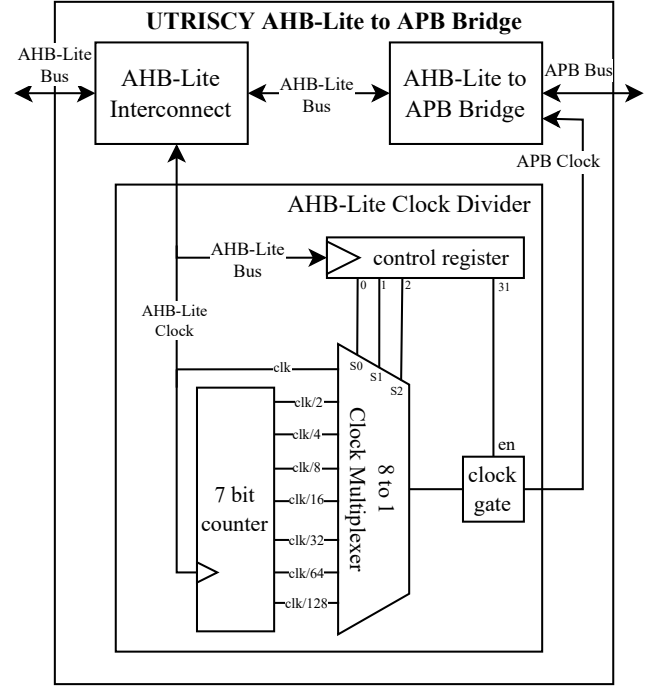 UTRISCY AHB-Lite to APB Bridge
AHB-Lite
Bus
AHB-Lite
Interconnect
AHB-Lite
Bus
AHB-Lite to
APB Bridge
APB Bus
APB Clock
AHB-Lite Clock Divider
AHB-Lite
Bus
control register
0
1
2
31
AHB-Lite
Clock
clk
S0
S1
S2
clk/2
clk/4
clk/8
clk/16
clk/32
clk/64
clk/128
7 bit
counter
8 to 1
Clock Multiplexer
en
clock
gate